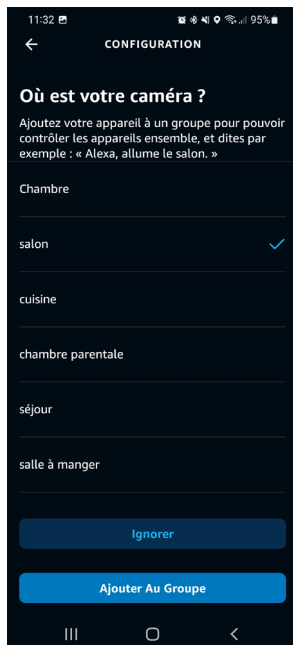 11:32 95%
CONFIGURATION
Où est votre caméra ?
Ajoutez votre appareil à un groupe pour pouvoir
contrôler les appareils ensemble, et dites par
exemple : « Alexa, allume le salon. »
Chambre
salon
cuisine
chambre parentale
séjour
salle à manger
Ignorer
Ajouter Au Groupe